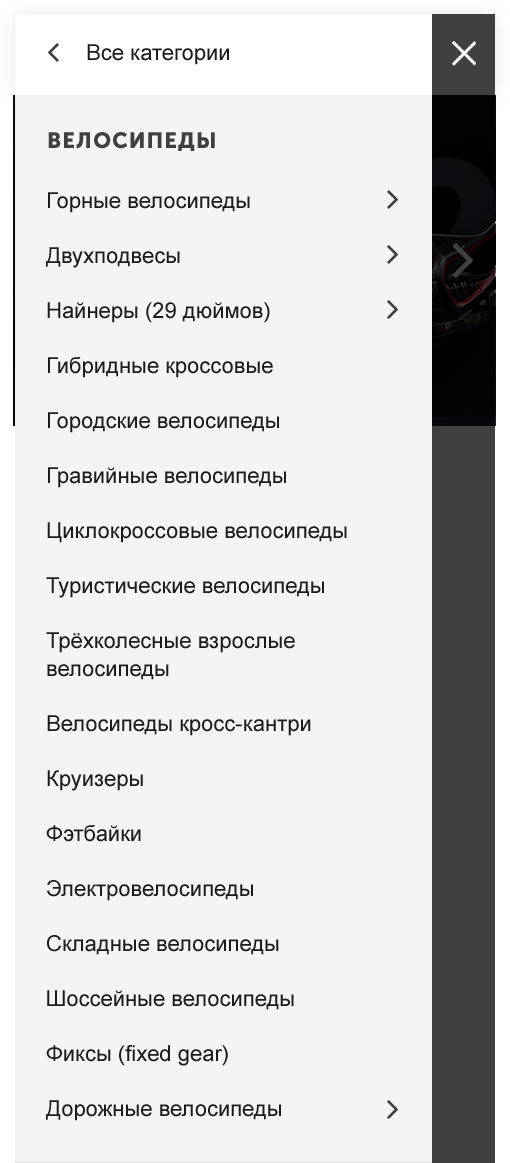 Все категории
ВЕЛОСИПЕДЫ
Горные велосипеды
Двухподвесы
Найнеры (29 дюймов)
Гибридные кроссовые
Городские велосипеды
Гравийные велосипеды
Циклокроссовые велосипеды
Туристические велосипеды
Трёхколесные взрослые
велосипеды
Велосипеды кросс-кантри
Круизеры
Фэтбайки
Электровелосипеды
Складные велосипеды
Шоссейные велосипеды
Фиксы (fixed gear)
Дорожные велосипеды